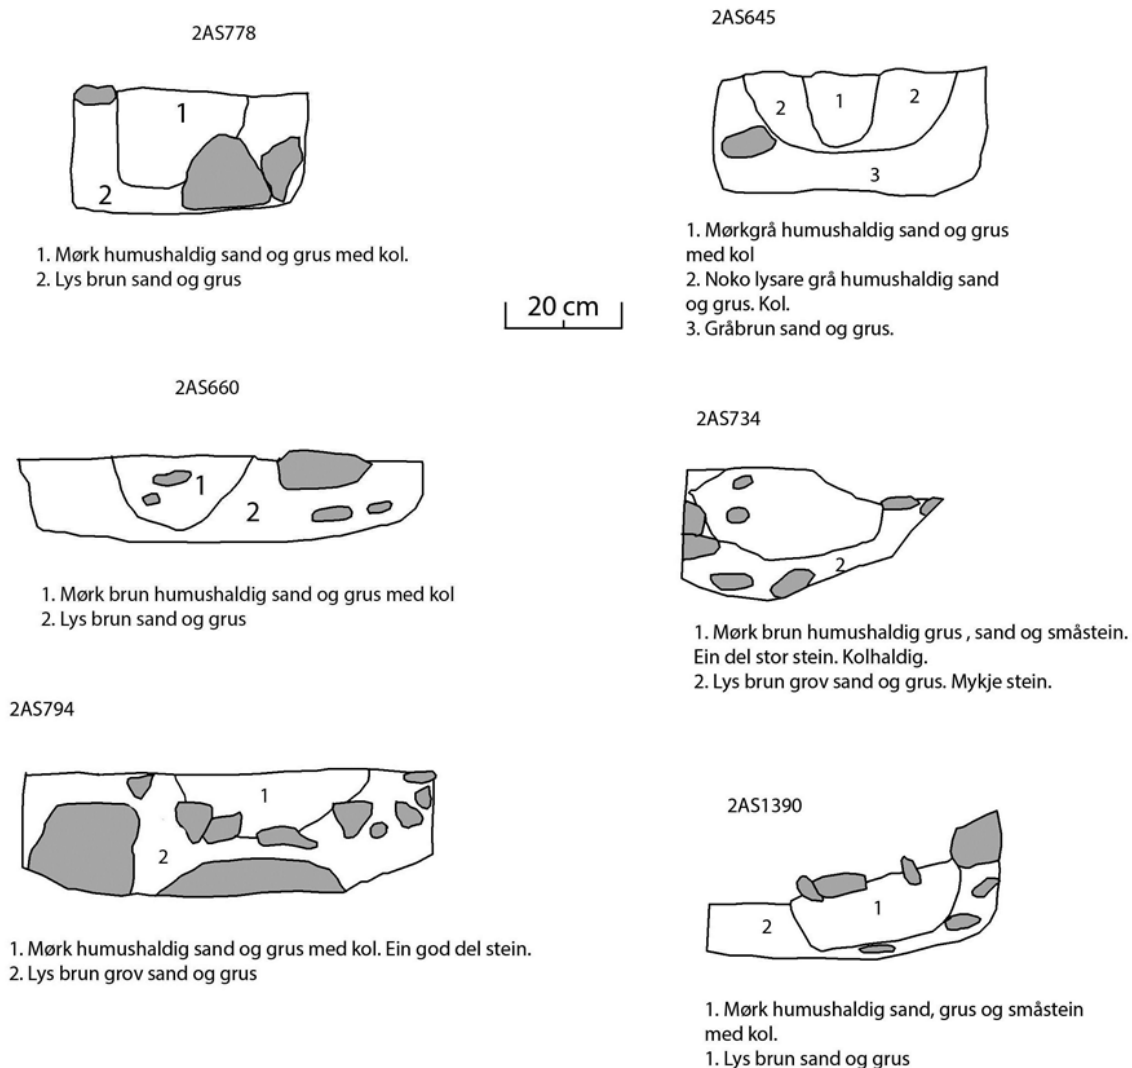 2AS778
1
2
1. Mørk humushaldig sand og grus med kol.
2. Lys brun sand og grus
2AS645
2
1
2
3
1. Mørkgrå humushaldig sand og grus
med kol
2. Noko lysare grå humushaldig sand
og grus. Kol.
3. Gråbrun sand og grus.
20 cm
2AS660
1
2
1. Mørk brun humushaldig sand og grus med kol
2. Lys brun sand og grus
2AS734
2
1. Mørk brun humushaldig grus , sand og småstein.
Ein del stor stein. Kolhaldig.
2. Lys brun grov sand og grus. Mykje stein.
2AS794
1
2
1. Mørk humushaldig sand og grus med kol. Ein god del stein.
2. Lys brun grov sand og grus
2AS1390
1
2
1. Mørk humushaldig sand, grus og småstein
med kol.
1. Lys brun sand og grus